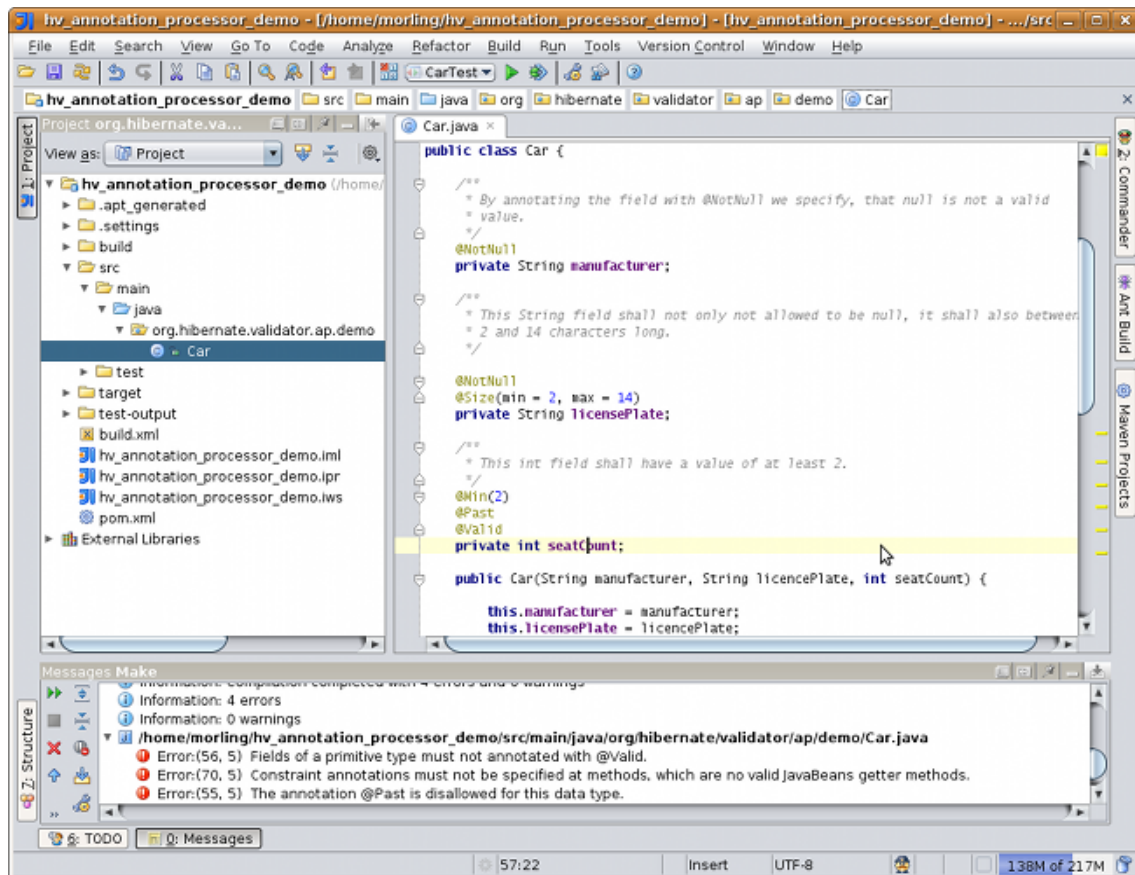 hv_annotation_processor_demo - [/home/morling/hv_annotation_processor_demo] - [hv_annotation_processor_demo] - .../src
File Edit Search View Go To Code Analyze Refactor Build Run Tools Version Control Window Help
CarTest
hv_annotation_processor_demo src main java org hibernate validator ap demo Car
1: Project
Project org.hibernate.va...
View as: Project
hv_annotation_processor_demo (/home/
.apt_generated
.settings
build
src
main
java
org.hibernate.validator.ap.demo
Car
test
target
test-output
build.xml
hv_annotation_processor_demo.iml
hv_annotation_processor_demo.ipr
hv_annotation_processor_demo.iws
pom.xml
External Libraries
Car.java
public class Car {
/**
* By annotating the field with @NotNull we specify, that null is not a valid
* value.
*/
@NotNull
private String manufacturer;
/**
* This String field shall not only not allowed to be null, it shall also between
* 2 and 14 characters long.
*/
@NotNull
@Size(min = 2, max = 14)
private String licensePlate;
/**
* This int field shall have a value of at least 2.
*/
@Min(2)
@Past
@Valid
private int seatCount;
public Car(String manufacturer, String licencePlate, int seatCount) {
this.manufacturer = manufacturer;
this.licensePlate = licencePlate;
2: Commander
Ant Build
Maven Projects
Messages Make
Information: Compilation completed with 4 errors and 0 warnings
Information: 4 errors
Information: 0 warnings
/home/morling/hv_annotation_processor_demo/src/main/java/org/hibernate/validator/ap/demo/Car.java
Error:(56, 5) Fields of a primitive type must not annotated with @Valid.
Error:(70, 5) Constraint annotations must not be specified at methods, which are no valid JavaBeans getter methods.
Error:(55, 5) The annotation @Past is disallowed for this data type.
Z: Structure
6: TODO 0: Messages
57:22 Insert UTF-8 138M of 217M